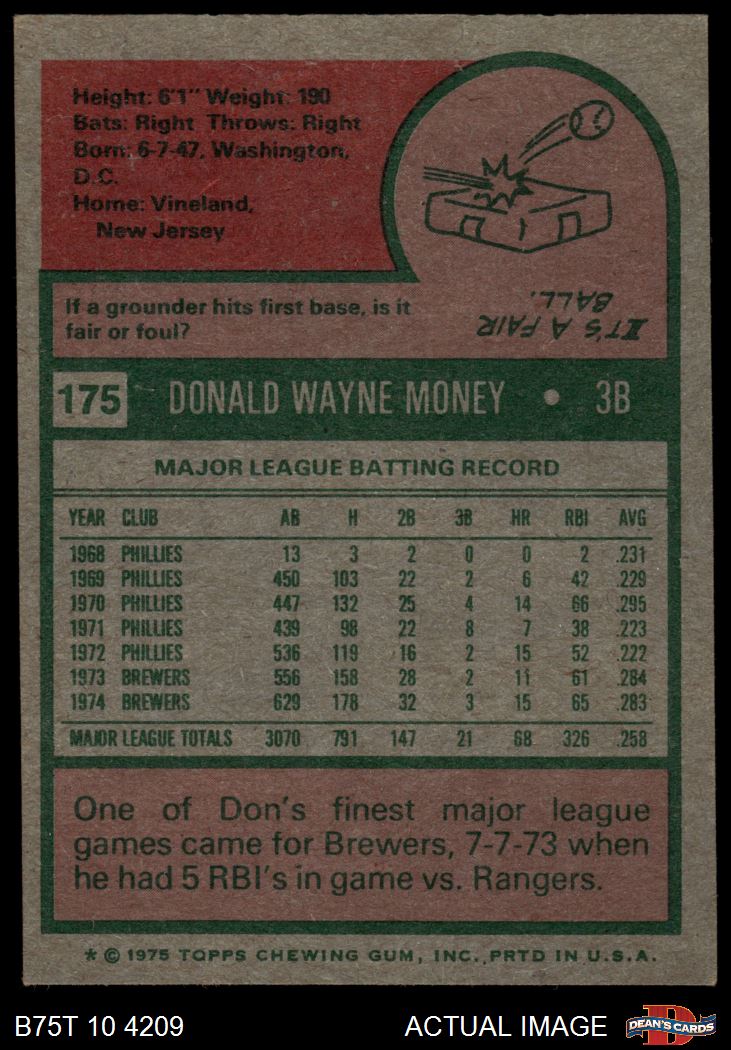 Height: 6'1" Weight: 190
Bats: Right Throws: Right
Born: 6-7-47, Washington,
D.C.
Home: Vineland,
New Jersey
If a grounder hits first base, is it
fair or foul?
IT'S A FAIR
BALL.
175 DONALD WAYNE MONEY • 3B
MAJOR LEAGUE BATTING RECORD
YEAR CLUB AB H 2B 3B HR RBI AVG
1968 PHILLIES 13 3 2 0 0 2 .231
1969 PHILLIES 450 103 22 2 6 42 .229
1970 PHILLIES 447 132 25 4 14 66 .295
1971 PHILLIES 439 98 22 8 7 38 .223
1972 PHILLIES 536 119 16 2 15 52 .222
1973 BREWERS 556 158 28 2 11 61 .284
1974 BREWERS 629 178 32 3 15 65 .283
MAJOR LEAGUE TOTALS 3070 791 147 21 68 326 .258
One of Don's finest major league
games came for Brewers, 7-7-73 when
he had 5 RBI's in game vs. Rangers.
* © 1975 TOPPS CHEWING GUM, INC. PRTD IN U.S.A.
B75T 10 4209 ACTUAL IMAGE DEAN'S CARDS